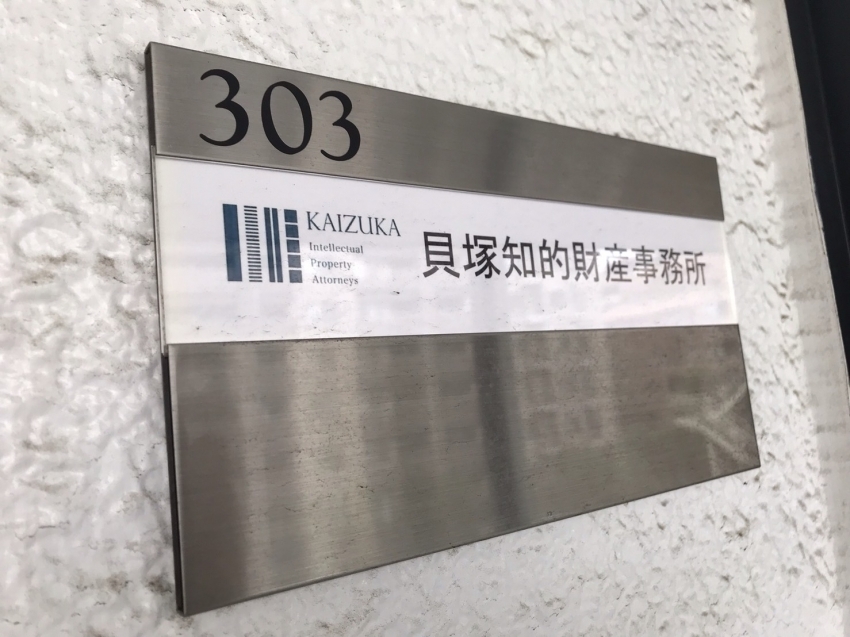 303
KAIZUKA
Intellectual
Property
Attorneys
貝塚知的財産事務所